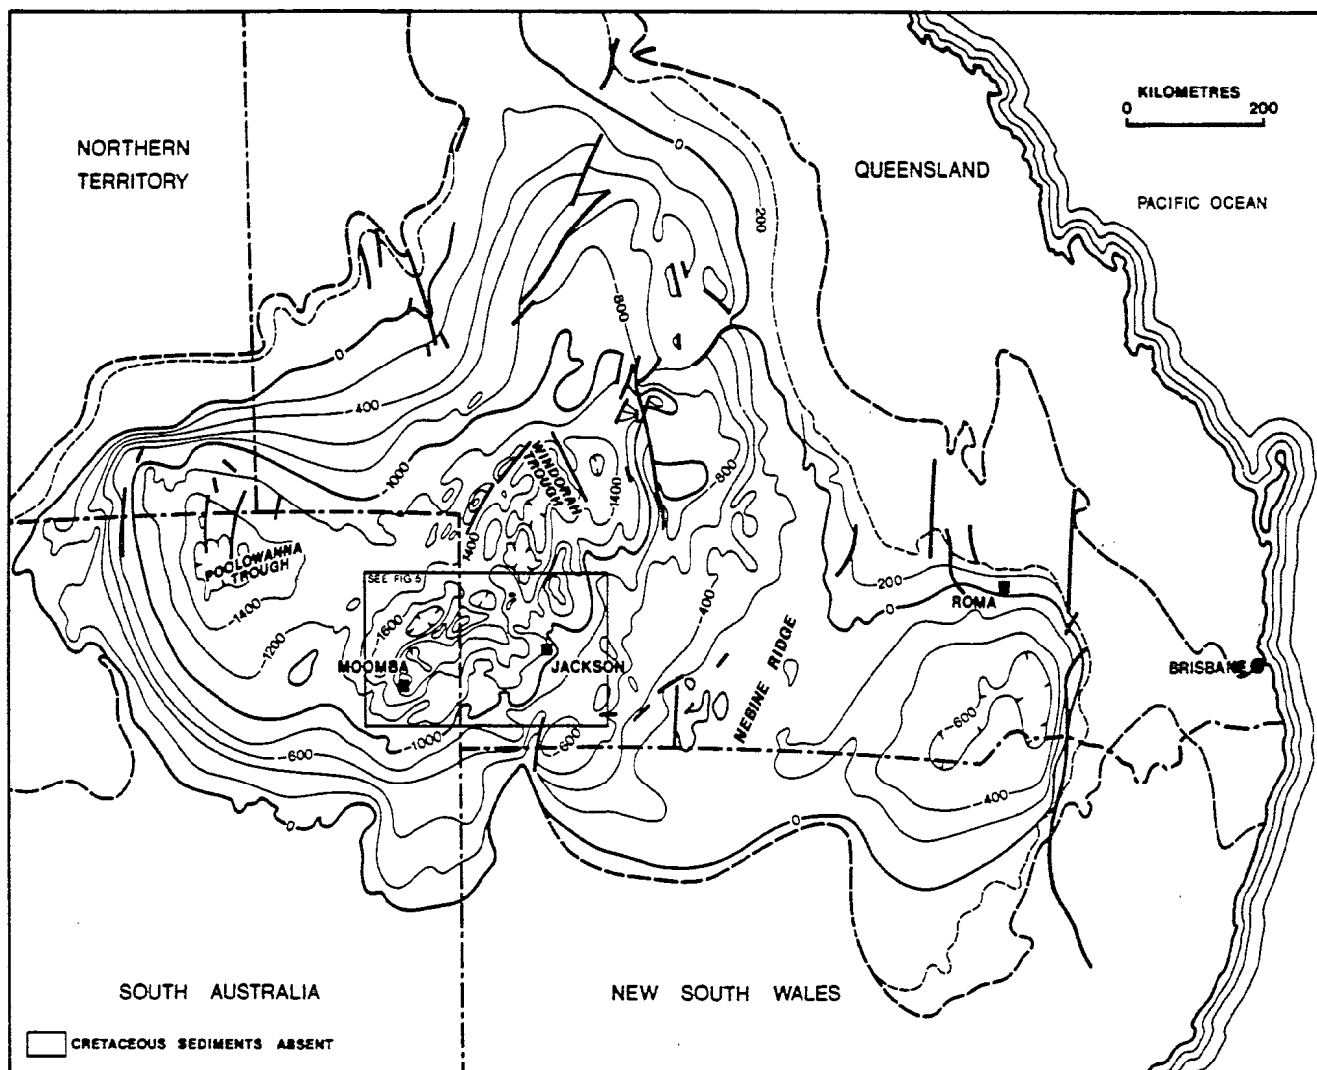 KILOMETRES
0 200
NORTHERN
TERRITORY
QUEENSLAND
PACIFIC OCEAN
0
200
-800
0
-400
-1000
WINDORAH
TROUGH
-1400
800
-1400
POOLOWANNA
TROUGH
-1400
SEE FIG 5
-1600
-1200
-400
-200
0
ROMA
MOOMBA
JACKSON
NEBINE RIDGE
BRISBANE
-600
-1000
-600
-600
-400
0
0
SOUTH AUSTRALIA
NEW SOUTH WALES
CRETACEOUS SEDIMENTS ABSENT